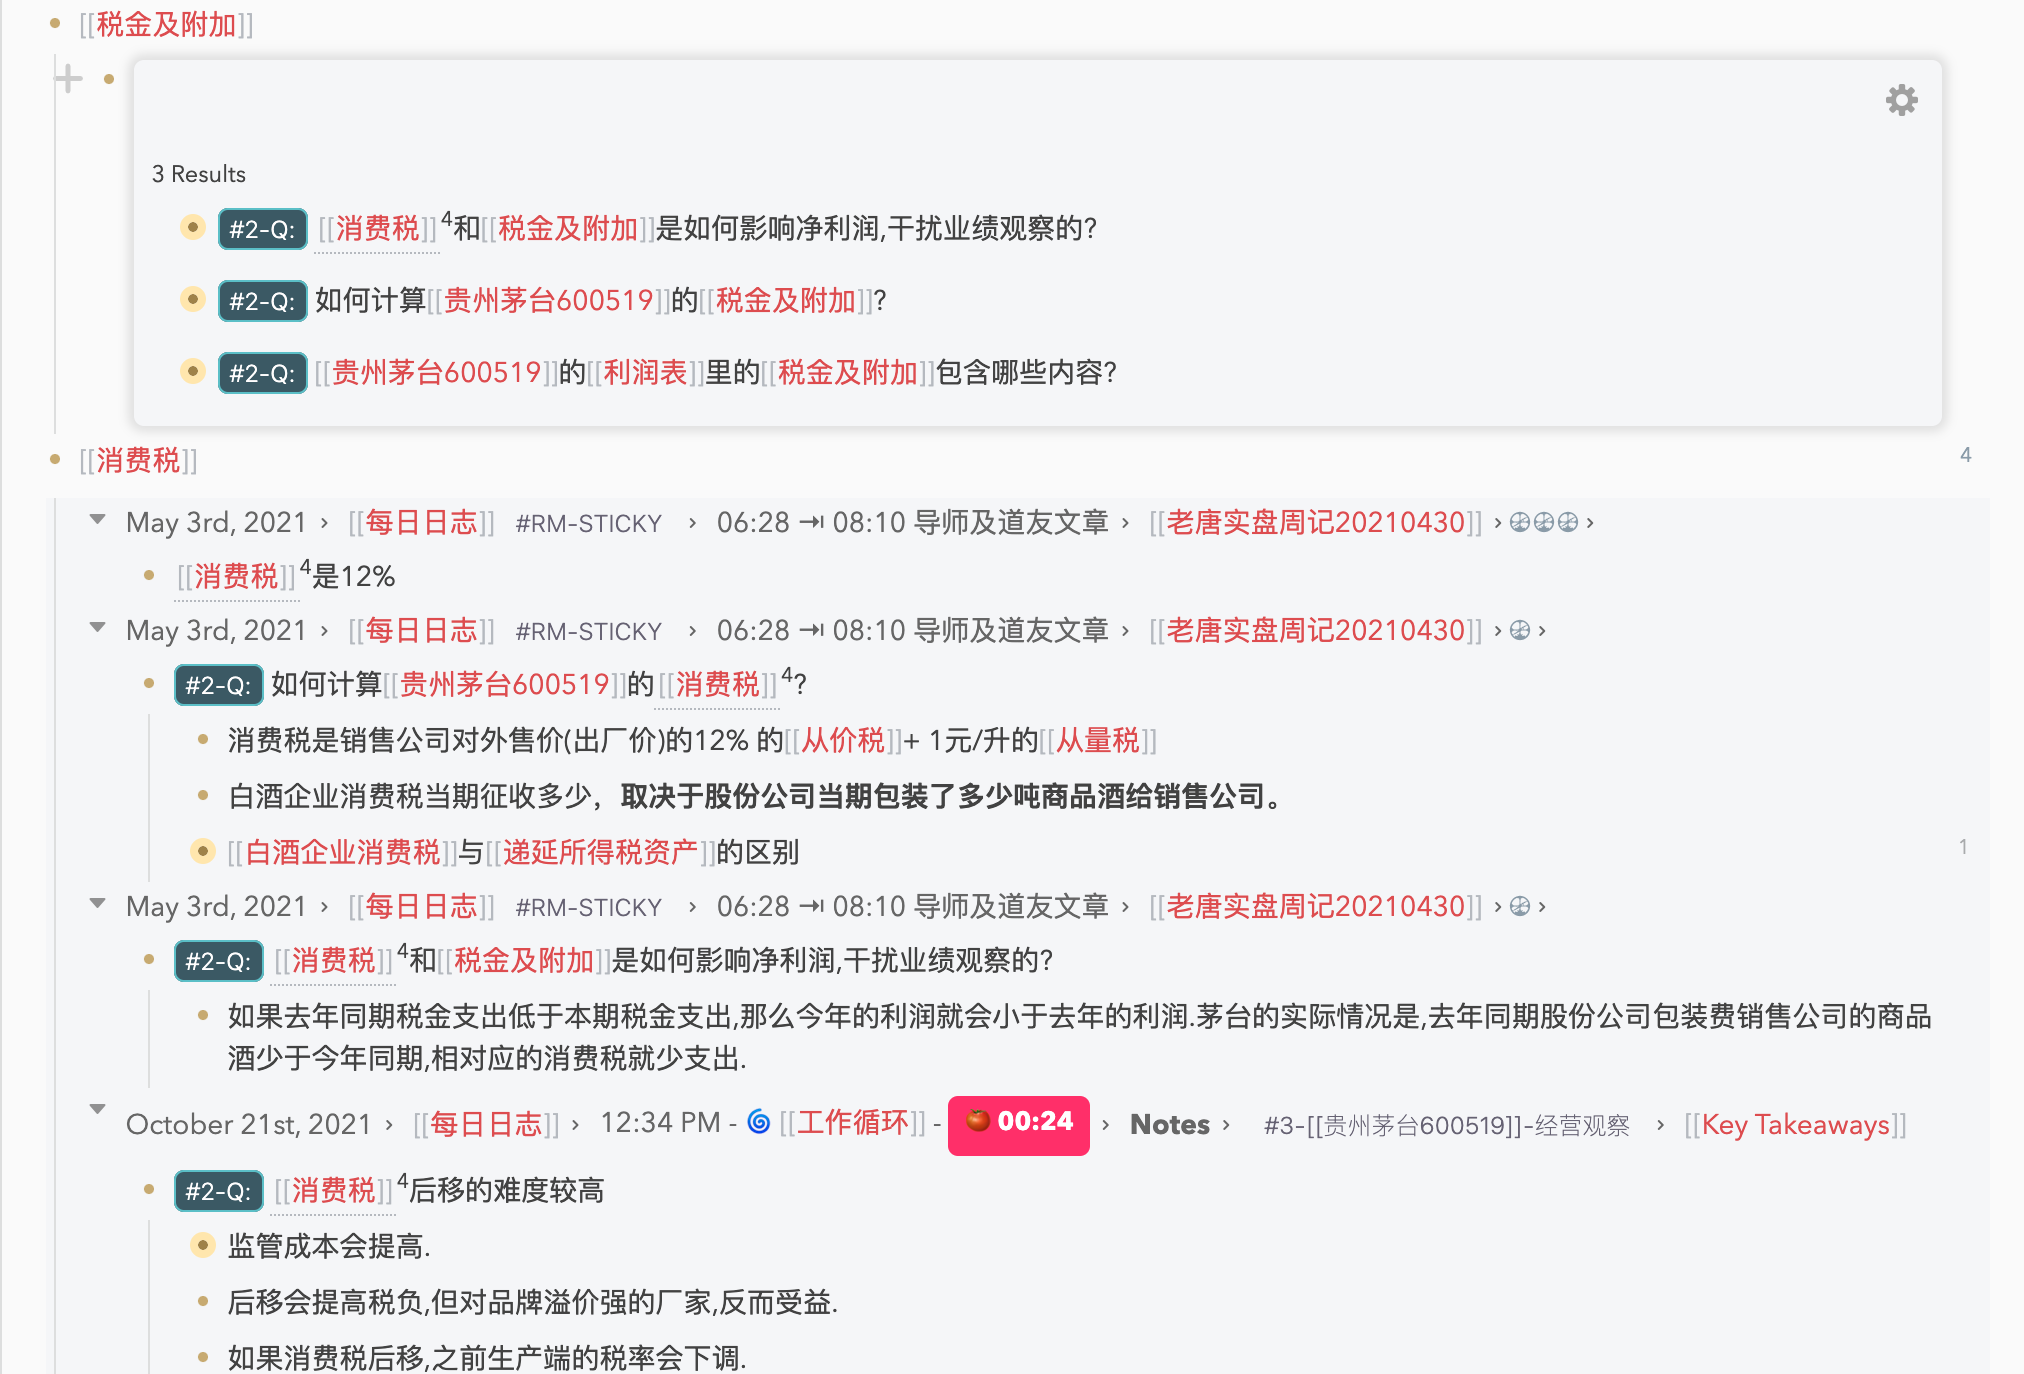 [[税金及附加]]
3 Results
#2-Q: [[消费税]]4和[[税金及附加]]是如何影响净利润,干扰业绩观察的?
#2-Q: 如何计算[[贵州茅台600519]]的[[税金及附加]]?
#2-Q: [[贵州茅台600519]]的[[利润表]]里的[[税金及附加]]包含哪些内容?
[[消费税]] 4
May 3rd, 2021 › [[每日日志]] #RM-STICKY › 06:28 ⇥ 08:10 导师及道友文章 › [[老唐实盘周记20210430]] › ›
[[消费税]]4是12%
May 3rd, 2021 › [[每日日志]] #RM-STICKY › 06:28 ⇥ 08:10 导师及道友文章 › [[老唐实盘周记20210430]] › ›
#2-Q: 如何计算[[贵州茅台600519]]的[[消费税]]4?
消费税是销售公司对外售价(出厂价)的12% 的[[从价税]]+ 1元/升的[[从量税]]
白酒企业消费税当期征收多少，取决于股份公司当期包装了多少吨商品酒给销售公司。
[[白酒企业消费税]]与[[递延所得税资产]]的区别 1
May 3rd, 2021 › [[每日日志]] #RM-STICKY › 06:28 ⇥ 08:10 导师及道友文章 › [[老唐实盘周记20210430]] › ›
#2-Q: [[消费税]]4和[[税金及附加]]是如何影响净利润,干扰业绩观察的?
如果去年同期税金支出低于本期税金支出,那么今年的利润就会小于去年的利润.茅台的实际情况是,去年同期股份公司包装费销售公司的商品
酒少于今年同期,相对应的消费税就少支出.
October 21st, 2021 › [[每日日志]] › 12:34 PM - 🌀 [[工作循环]] - 🍅 00:24 › Notes › #3-[[贵州茅台600519]]-经营观察 › [[Key Takeaways]]
#2-Q: [[消费税]]4后移的难度较高
监管成本会提高.
后移会提高税负,但对品牌溢价强的厂家,反而受益.
如果消费税后移,之前生产端的税率会下调.